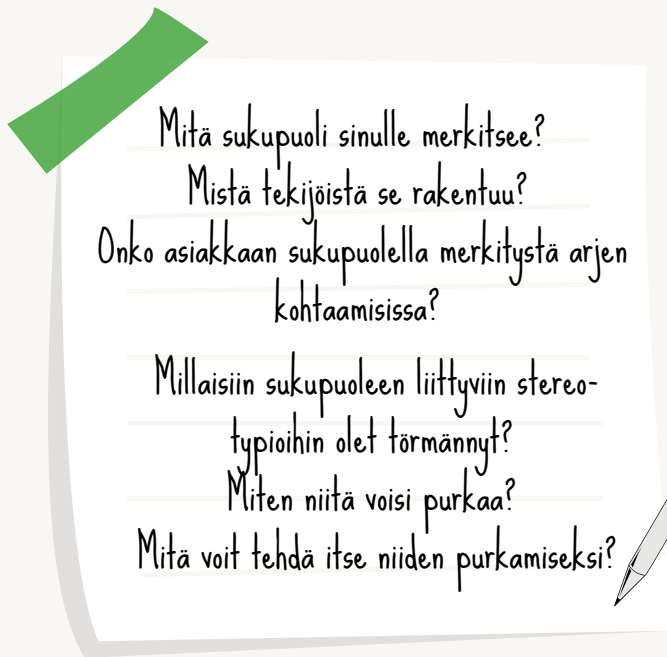 Mitä sukupuoli sinulle merkitsee?
Mistä tekijöistä se rakentuu?
Onko asiakkaan sukupuolella merkitystä arjen
kohtaamisissa?
Millaisiin sukupuoleen liittyviin stereo-
typioihin olet törmännyt?
Miten niitä voisi purkaa?
Mitä voit tehdä itse niiden purkamiseksi?